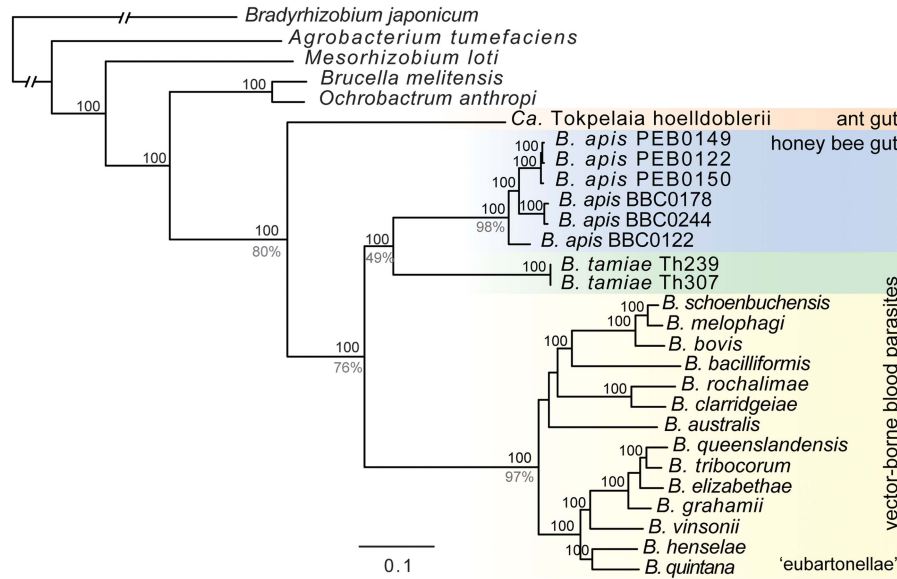 Bradyrhizobium japonicum
Agrobacterium tumefaciens
Mesorhizobium loti
100
Brucella melitensis
100
Ochrobactrum anthropi
100
Ca. Tokpelaia hoelldoblerii
ant gut
B. apis PEB0149
honey bee gut
100
B. apis PEB0122
100
B. apis PEB0150
100
B. apis BBC0178
100
B. apis BBC0244
100
98%
B. apis BBC0122
100
80%
100
49%
B. tamiae Th239
100
B. tamiae Th307
vector-borne blood parasites
B. schoenbuchensis
100
B. melophagi
100
B. bovis
100
B. bacilliformis
100
76%
B. rochalimae
100
B. clarridgeiae
B. australis
B. queenslandensis
100
B. tribocorum
100
97%
B. elizabethae
100
B. grahamii
100
B. vinsonii
100
B. henselae
100
B. quintana
'eubartonellae'
0.1